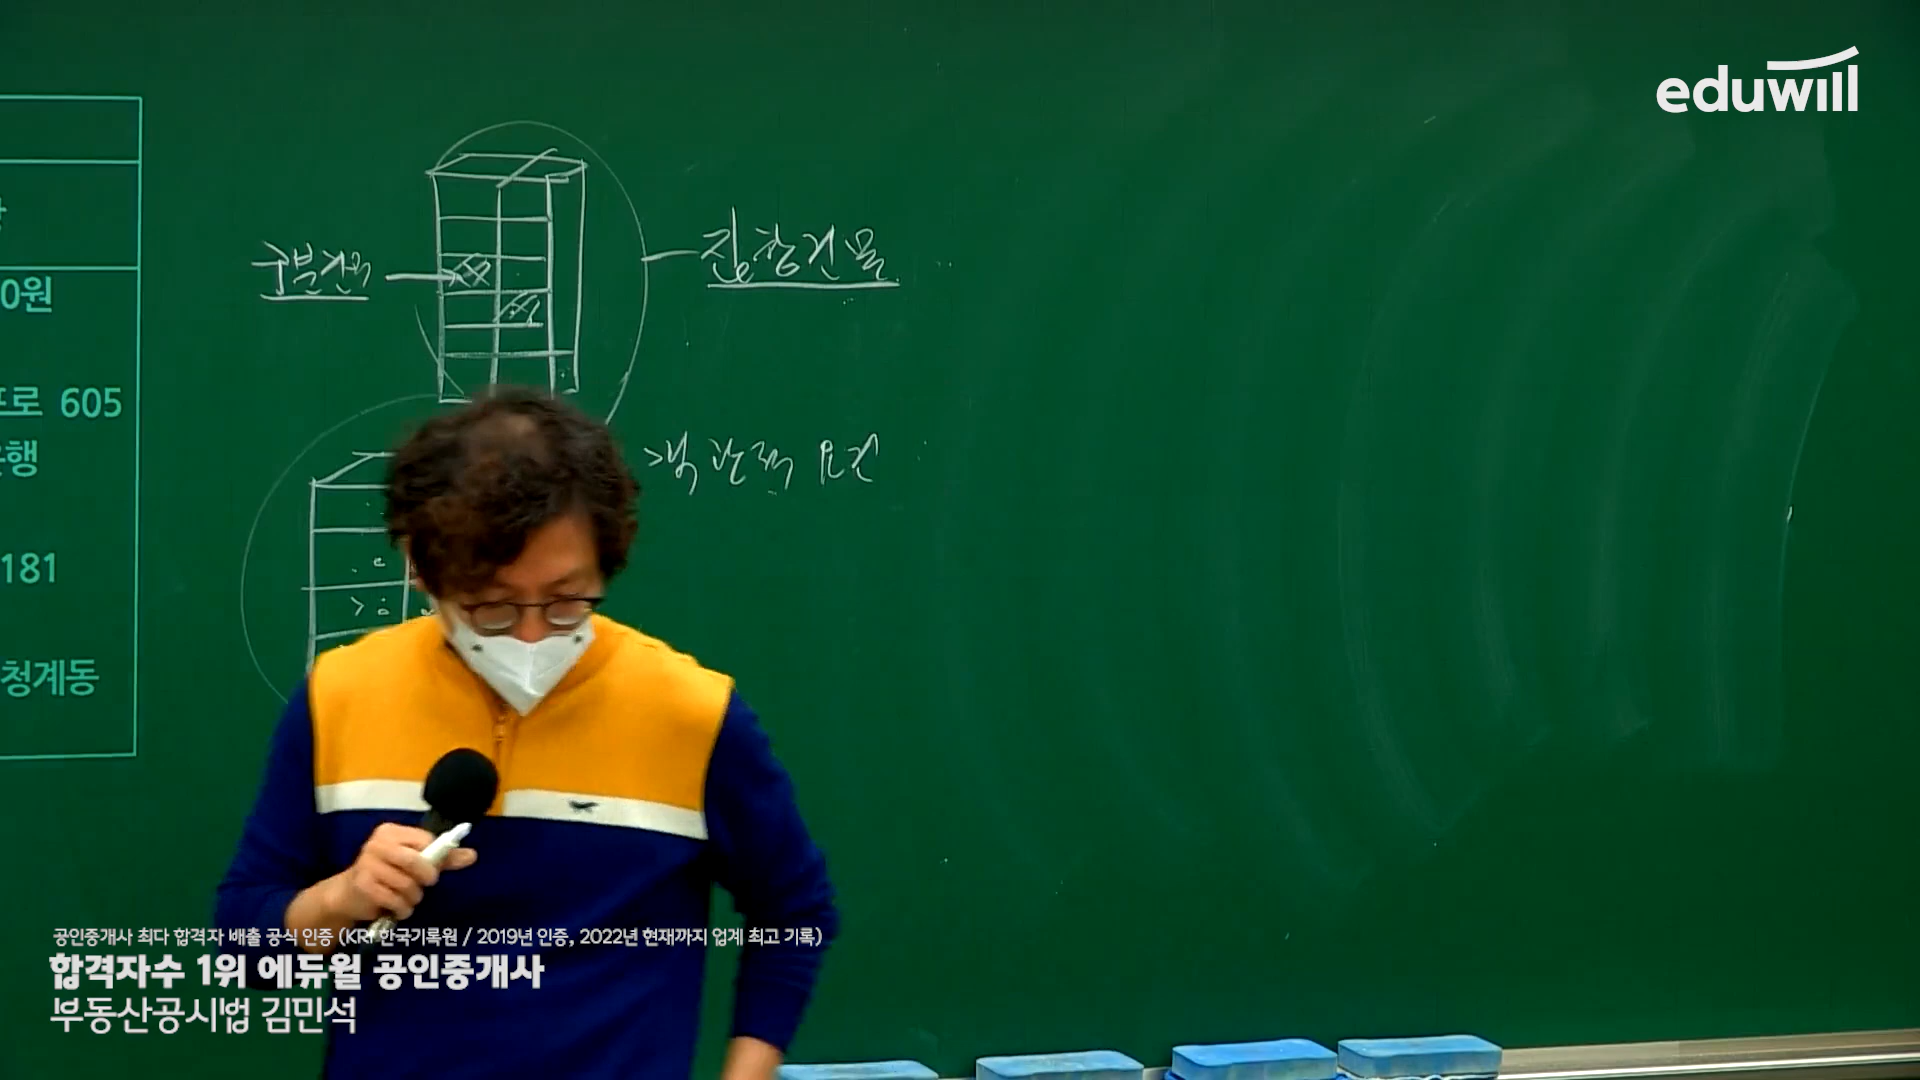 eduwill
0원
프로 605
은행
181
청계동
구분건물
집합건물
객관적 요건
공인중개사 최다 합격자 배출 공식 인증 (KRI 한국기록원 / 2019년 인증, 2022년 현재까지 업계 최고 기록)
합격자수 1위 에듀윌 공인중개사
부동산공시법 김민석